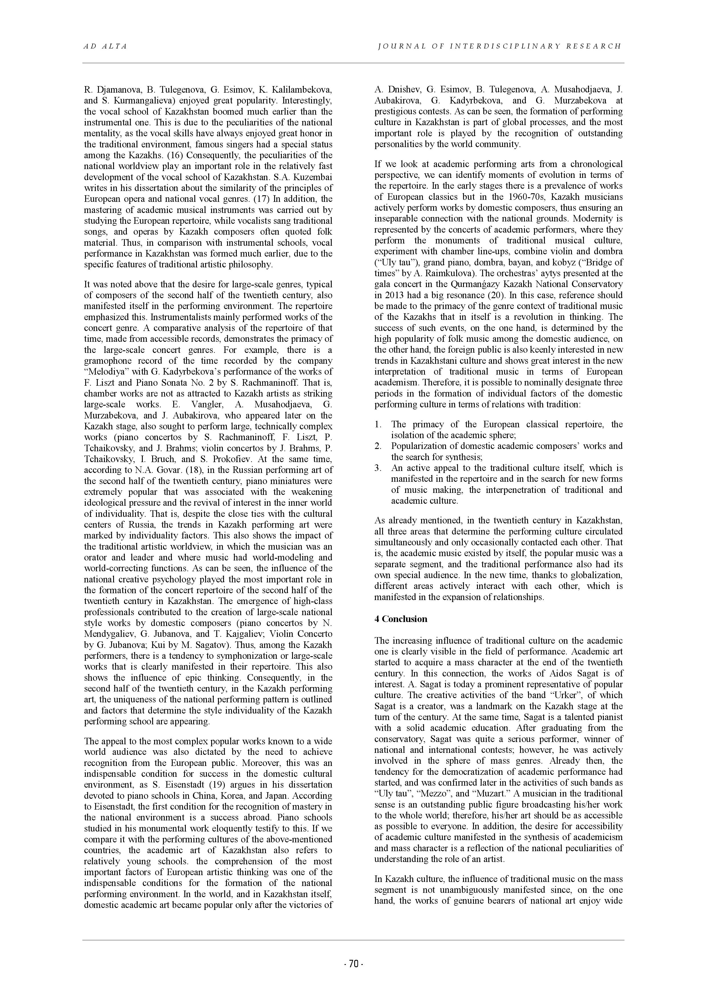 AD ALTA
JOURNAL OF INTERDISCIPLINARY RESEARCH
R. Djamanova, B. Tulegenova, G. Esimov, K. Kalilambekova,
and S. Kurmangalieva) enjoyed great popularity. Interestingly,
the vocal school of Kazakhstan boomed much earlier than the
instrumental one. This is due to the peculiarities of the national
mentality, as the vocal skills have always enjoyed great honor in
the traditional environment, famous singers had a special status
among the Kazakhs. (16) Consequently, the peculiarities of the
national worldview play an important role in the relatively fast
development of the vocal school of Kazakhstan. S.A. Kuzembai
writes in his dissertation about the similarity of the principles of
European opera and national vocal genres. (17) In addition, the
mastering of academic musical instruments was carried out by
studying the European repertoire, while vocalists sang traditional
songs, and operas by Kazakh composers often quoted folk
material. Thus, in comparison with instrumental schools, vocal
performance in Kazakhstan was formed much earlier, due to the
specific features of traditional artistic philosophy.
It was noted above that the desire for large-scale genres, typical
of composers of the second half of the twentieth century, also
manifested itself in the performing environment. The repertoire
emphasized this. Instrumentalists mainly performed works of the
concert genre. A comparative analysis of the repertoire of that
time, made from accessible records, demonstrates the primacy of
the large-scale concert genres. For example, there is a
gramophone record of the time recorded by the company
“Melodiya” with G. Kadyrbekova’s performance of the works of
F. Liszt and Piano Sonata No. 2 by S. Rachmaninoff. That is,
chamber works are not as attracted to Kazakh artists as striking
large-scale works. E. Vangler, A. Musahodjaeva, G.
Murzabekova, and J. Aubakirova, who appeared later on the
Kazakh stage, also sought to perform large, technically complex
works (piano concertos by S. Rachmaninoff, F. Liszt, P.
Tchaikovsky, and J. Brahms; violin concertos by J. Brahms, P.
Tchaikovsky, I. Bruch, and S. Prokofiev. At the same time,
according to N.A. Govar. (18), in the Russian performing art of
the second half of the twentieth century, piano miniatures were
extremely popular that was associated with the weakening
ideological pressure and the revival of interest in the inner world
of individuality. That is, despite the close ties with the cultural
centers of Russia, the trends in Kazakh performing art were
marked by individuality factors. This also shows the impact of
the traditional artistic worldview, in which the musician was an
orator and leader and where music had world-modeling and
world-correcting functions. As can be seen, the influence of the
national creative psychology played the most important role in
the formation of the concert repertoire of the second half of the
twentieth century in Kazakhstan. The emergence of high-class
professionals contributed to the creation of large-scale national
style works by domestic composers (piano concertos by N.
Mendygaliev, G. Jubanova, and T. Kajgaliev; Violin Concerto
by G. Jubanova; Kui by M. Sagatov). Thus, among the Kazakh
performers, there is a tendency to symphonization or large-scale
works that is clearly manifested in their repertoire. This also
shows the influence of epic thinking. Consequently, in the
second half of the twentieth century, in the Kazakh performing
art, the uniqueness of the national performing pattern is outlined
and factors that determine the style individuality of the Kazakh
performing school are appearing.
The appeal to the most complex popular works known to a wide
world audience was also dictated by the need to achieve
recognition from the European public. Moreover, this was an
indispensable condition for success in the domestic cultural
environment, as S. Eisenstadt (19) argues in his dissertation
devoted to piano schools in China, Korea, and Japan. According
to Eisenstadt, the first condition for the recognition of mastery in
the national environment is a success abroad. Piano schools
studied in his monumental work eloquently testify to this. If we
compare it with the performing cultures of the above-mentioned
countries, the academic art of Kazakhstan also refers to
relatively young schools. the comprehension of the most
important factors of European artistic thinking was one of the
indispensable conditions for the formation of the national
performing environment. In the world, and in Kazakhstan itself,
domestic academic art became popular only after the victories of
A. Dnishev, G. Esimov, B. Tulegenova, A. Musahodjaeva, J.
Aubakirova, G. Kadyrbekova, and G. Murzabekova at
prestigious contests. As can be seen, the formation of performing
culture in Kazakhstan is part of global processes, and the most
important role is played by the recognition of outstanding
personalities by the world community.
If we look at academic performing arts from a chronological
perspective, we can identify moments of evolution in terms of
the repertoire. In the early stages there is a prevalence of works
of European classics but in the 1960-70s, Kazakh musicians
actively perform works by domestic composers, thus ensuring an
inseparable connection with the national grounds. Modernity is
represented by the concerts of academic performers, where they
perform the monuments of traditional musical culture,
experiment with chamber line-ups, combine violin and dombra
(“Uly tau”), grand piano, dombra, bayan, and kobyz (“Bridge of
times” by A. Raimkulova). The orchestras’ aytys presented at the
gala concert in the Qurmanǵazy Kazakh National Conservatory
in 2013 had a big resonance (20). In this case, reference should
be made to the primacy of the genre context of traditional music
of the Kazakhs that in itself is a revolution in thinking. The
success of such events, on the one hand, is determined by the
high popularity of folk music among the domestic audience, on
the other hand, the foreign public is also keenly interested in new
trends in Kazakhstani culture and shows great interest in the new
interpretation of traditional music in terms of European
academism. Therefore, it is possible to nominally designate three
periods in the formation of individual factors of the domestic
performing culture in terms of relations with tradition:
1. The primacy of the European classical repertoire, the
isolation of the academic sphere;
2. Popularization of domestic academic composers’ works and
the search for synthesis;
3. An active appeal to the traditional culture itself, which is
manifested in the repertoire and in the search for new forms
of music making, the interpenetration of traditional and
academic culture.
As already mentioned, in the twentieth century in Kazakhstan,
all three areas that determine the performing culture circulated
simultaneously and only occasionally contacted each other. That
is, the academic music existed by itself, the popular music was a
separate segment, and the traditional performance also had its
own special audience. In the new time, thanks to globalization,
different areas actively interact with each other, which is
manifested in the expansion of relationships.
4 Conclusion
The increasing influence of traditional culture on the academic
one is clearly visible in the field of performance. Academic art
started to acquire a mass character at the end of the twentieth
century. In this connection, the works of Aidos Sagat is of
interest. A. Sagat is today a prominent representative of popular
culture. The creative activities of the band “Urker”, of which
Sagat is a creator, was a landmark on the Kazakh stage at the
turn of the century. At the same time, Sagat is a talented pianist
with a solid academic education. After graduating from the
conservatory, Sagat was quite a serious performer, winner of
national and international contests; however, he was actively
involved in the sphere of mass genres. Already then, the
tendency for the democratization of academic performance had
started, and was confirmed later in the activities of such bands as
“Uly tau”, “Mezzo”, and “Muzart.” A musician in the traditional
sense is an outstanding public figure broadcasting his/her work
to the whole world; therefore, his/her art should be as accessible
as possible to everyone. In addition, the desire for accessibility
of academic culture manifested in the synthesis of academicism
and mass character is a reflection of the national peculiarities of
understanding the role of an artist.
In Kazakh culture, the influence of traditional music on the mass
segment is not unambiguously manifested since, on the one
hand, the works of genuine bearers of national art enjoy wide
- 70 -